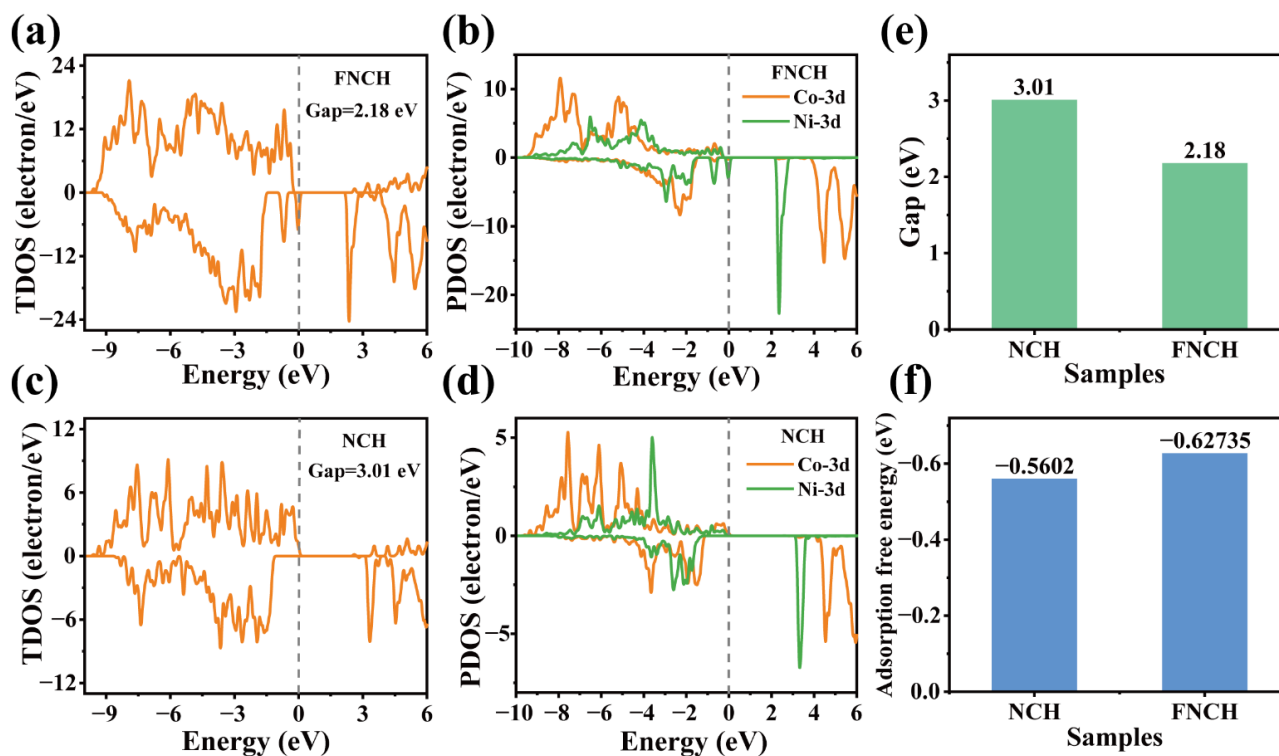 (a)
TDOS (electron/eV)
24
12
0
−12
−24
FNCH
Gap=2.18 eV
−9
−6
−3
0
3
6
Energy (eV)
(b)
PDOS (electron/eV)
10
0
−10
−20
FNCH
Co-3d
Ni-3d
−10
−8
−6
−4
−2
0
2
4
6
Energy (eV)
(e)
Gap (eV)
3
2
1
0
3.01
2.18
NCH
FNCH
Samples
(c)
TDOS (electron/eV)
12
6
0
−6
−12
NCH
Gap=3.01 eV
−9
−6
−3
0
3
6
Energy (eV)
(d)
PDOS (electron/eV)
5
0
−5
NCH
Co-3d
Ni-3d
−10
−8
−6
−4
−2
0
2
4
6
Energy (eV)
(f)
Adsorption free energy (eV)
−0.6
−0.4
−0.2
0.0
−0.5602
−0.62735
NCH
FNCH
Samples